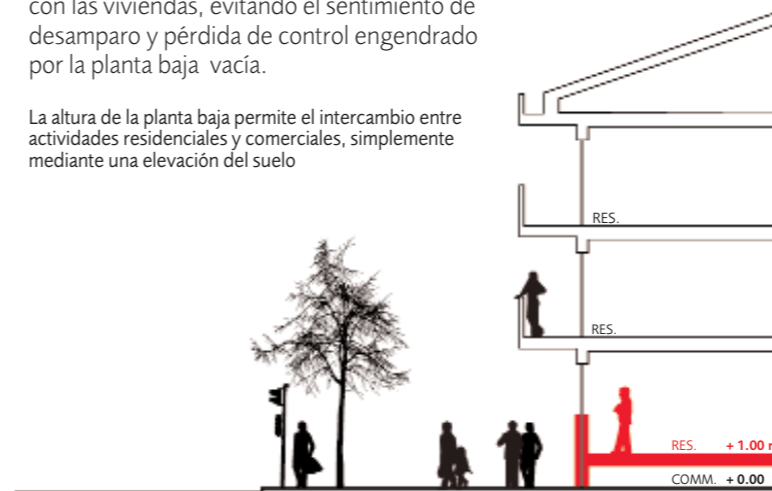 con las viviendas, evitando el sentimiento de
desamparo y pérdida de control engendrado
por la planta baja vacía.
La altura de la planta baja permite el intercambio entre
actividades residenciales y comerciales, simplemente
mediante una elevación del suelo
RES.
RES.
RES. + 1.00
COMM. + 0.00